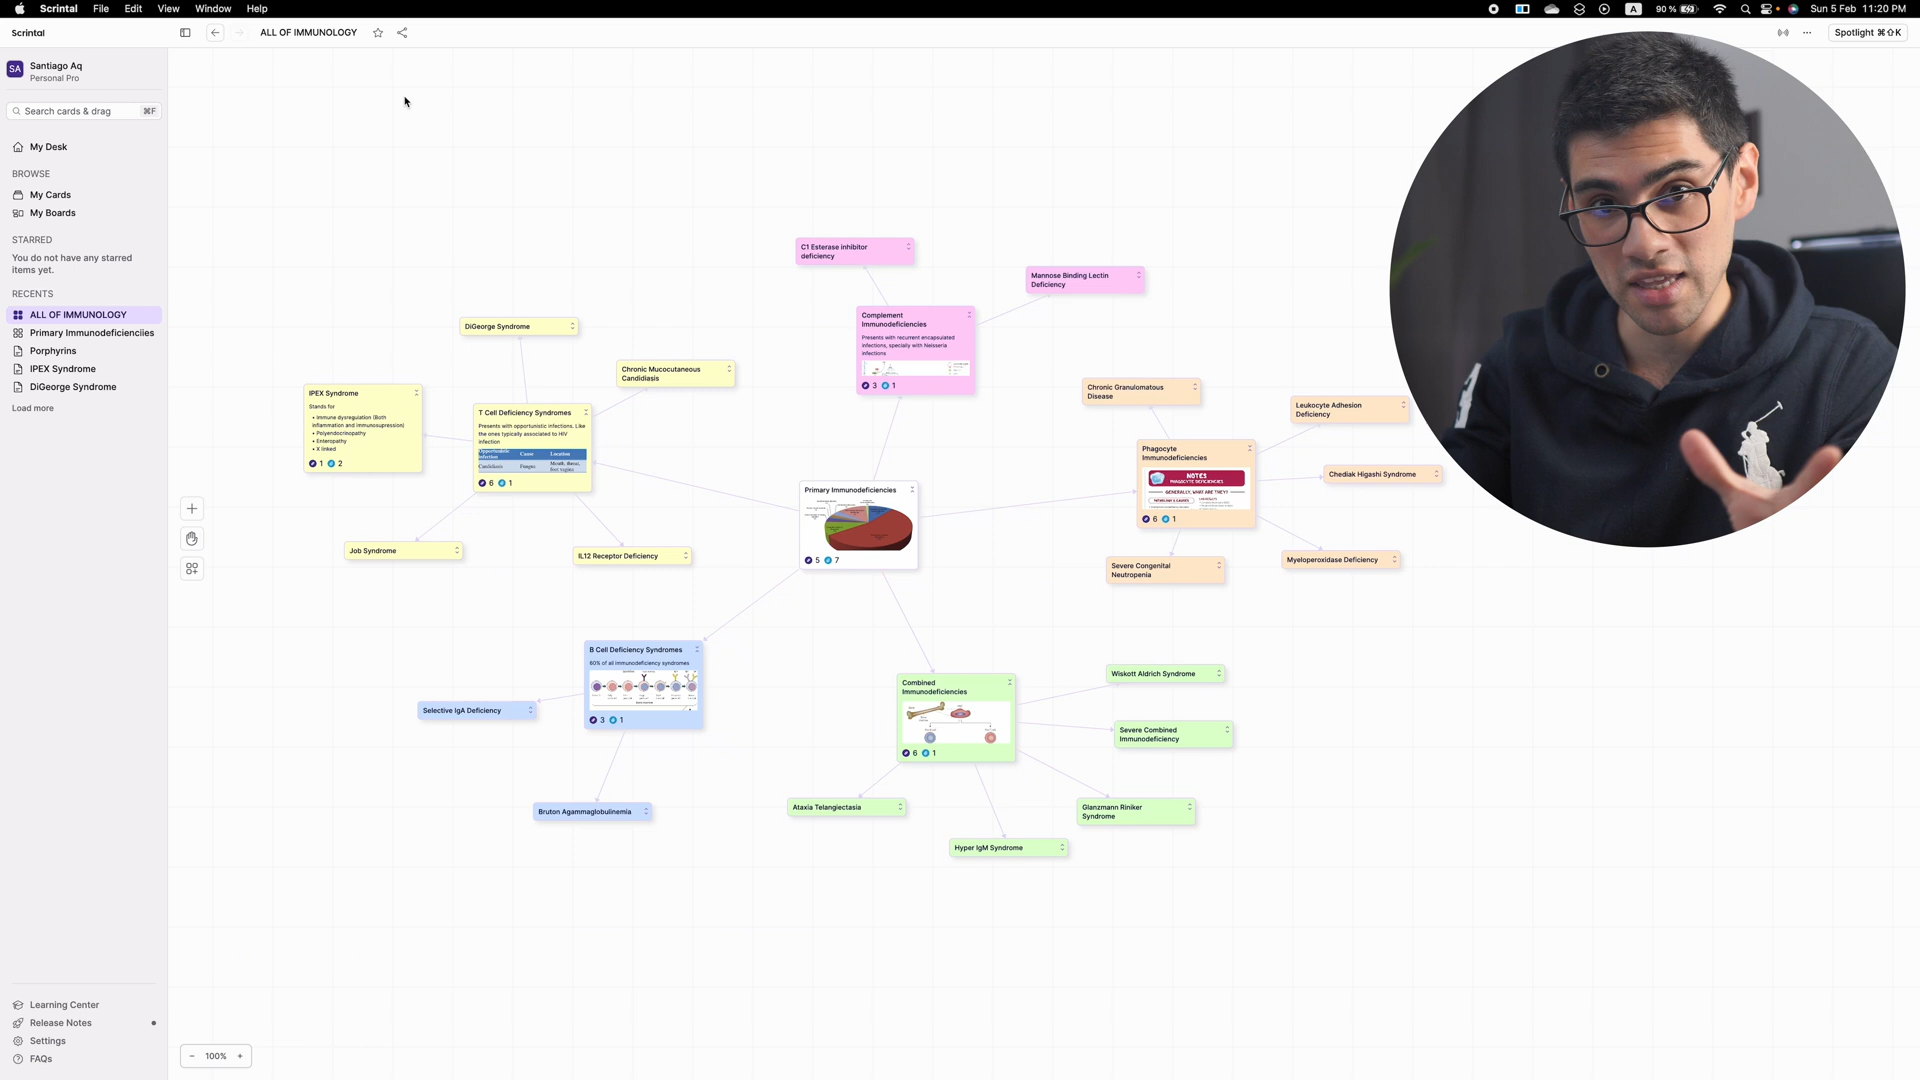 Scrintal File Edit View Window Help
A 90 % Sun 5 Feb 11:20 PM
Scrintal
ALL OF IMMUNOLOGY
Spotlight ⌘⇧K
SA Santiago Aq
Personal Pro
Search cards & drag ⌘F
My Desk
BROWSE
My Cards
My Boards
STARRED
You do not have any starred
items yet.
RECENTS
ALL OF IMMUNOLOGY
Primary Immunodeficienciies
Porphyrins
IPEX Syndrome
DiGeorge Syndrome
Load more
Learning Center
Release Notes
Settings
FAQs
C1 Esterase inhibitor
deficiency
Mannose Binding Lectin
Deficiency
Complement
Immunodeficiencies
Presents with recurrent encapsulated
infections, specially with Neisseria
infections
3 1
DiGeorge Syndrome
Chronic Mucocutaneous
Candidiasis
IPEX Syndrome
Stands for
• Immune dysregulation (Both
inflammation and immunosupression)
• Polyendocrinopathy
• Enteropathy
• X linked
1 2
T Cell Deficiency Syndromes
Presents with opportunistic infections. Like
the ones typically associated to HIV
infection
Opportunistic
infection Cause Location
Candidiasis Fungus Mouth, throat,
6 1
Job Syndrome
IL12 Receptor Deficiency
Primary Immunodeficiencies
5 7
Chronic Granulomatous
Disease
Leukocyte Adhesion
Deficiency
Phagocyte
Immunodeficiencies
NOTES
PHAGOCYTE DEFICIENCIES
GENERALLY, WHAT ARE THEY?
6 1
Chediak Higashi Syndrome
Severe Congenital
Neutropenia
Myeloperoxidase Deficiency
B Cell Deficiency Syndromes
60% of all immunodeficiency syndromes
3 1
Selective IgA Deficiency
Bruton Agammaglobulinemia
Combined
Immunodeficiencies
6 1
Wiskott Aldrich Syndrome
Severe Combined
Immunodeficiency
Ataxia Telangiectasia
Glanzmann Riniker
Syndrome
Hyper IgM Syndrome
− 100% +